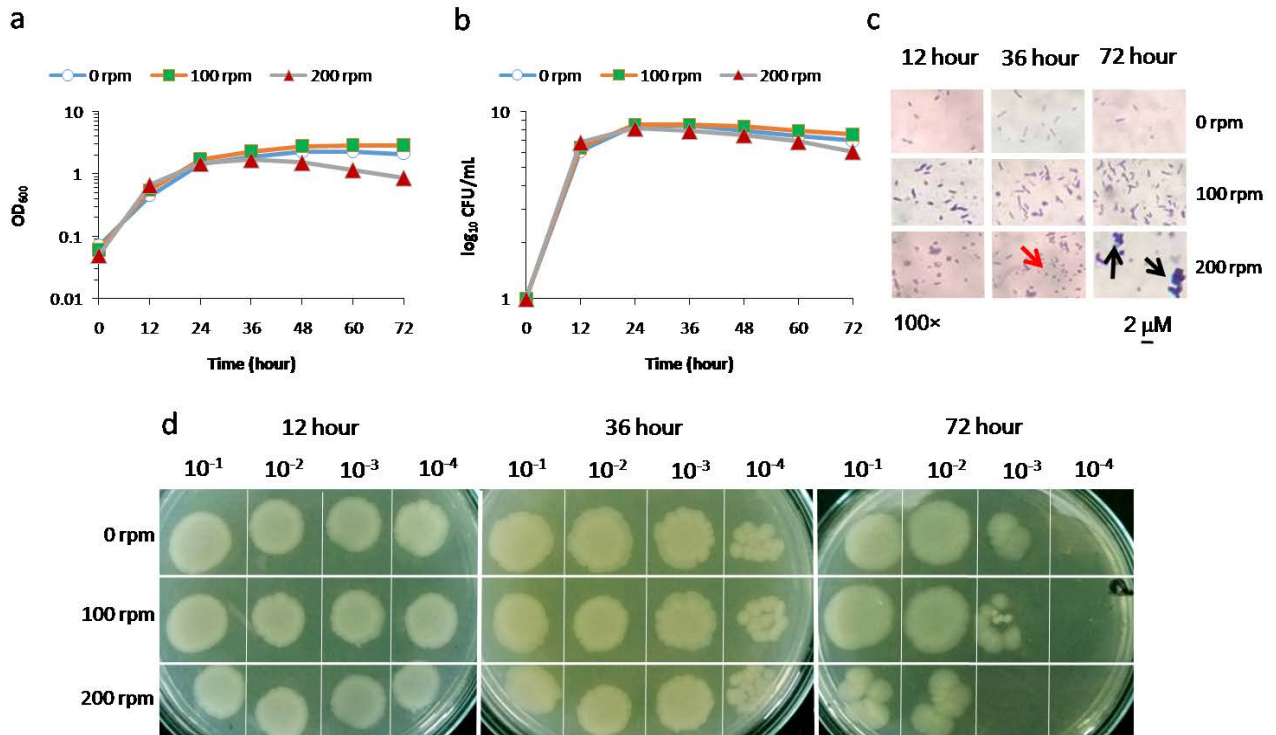 a
0 rpm 100 rpm 200 rpm
10
1
0.1
0.01
OD600
0 12 24 36 48 60 72
Time (hour)
b
0 rpm 100 rpm 200 rpm
10
1
log10 CFU/mL
0 12 24 36 48 60 72
Time (hour)
c
12 hour 36 hour 72 hour
0 rpm
100 rpm
200 rpm
100× 2 µM
d
12 hour 36 hour 72 hour
10⁻¹ 10⁻² 10⁻³ 10⁻⁴ 10⁻¹ 10⁻² 10⁻³ 10⁻⁴ 10⁻¹ 10⁻² 10⁻³ 10⁻⁴
0 rpm
100 rpm
200 rpm